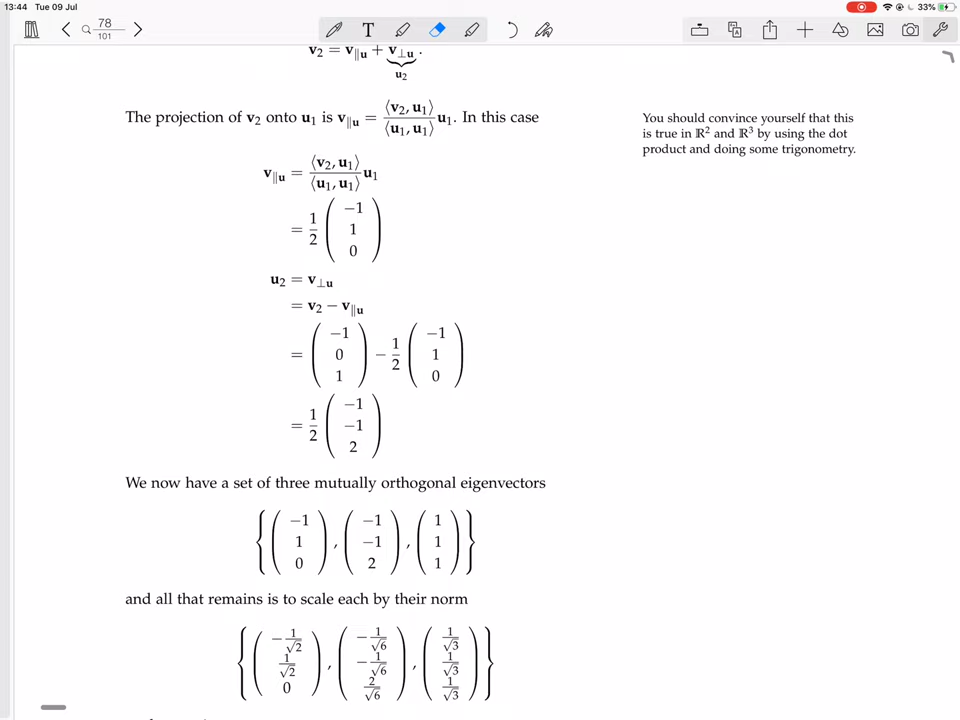 13:44 Tue 09 Jul
33%
78
101
T
v₂ = v∥u + v⊥u .
u₂
The projection of v₂ onto u₁ is v∥u = ⟨v₂, u₁⟩/⟨u₁, u₁⟩ u₁. In this case
You should convince yourself that this
is true in ℝ² and ℝ³ by using the dot
product and doing some trigonometry.
v∥u = ⟨v₂, u₁⟩/⟨u₁, u₁⟩ u₁
= 1/2 (−1 1 0)
u₂ = v⊥u
= v₂ − v∥u
= (−1 0 1) − 1/2 (−1 1 0)
= 1/2 (−1 −1 2)
We now have a set of three mutually orthogonal eigenvectors
{(−1 1 0), (−1 −1 2), (1 1 1)}
and all that remains is to scale each by their norm
{(−1/√2 1/√2 0), (−1/√6 −1/√6 2/√6), (1/√3 1/√3 1/√3)}